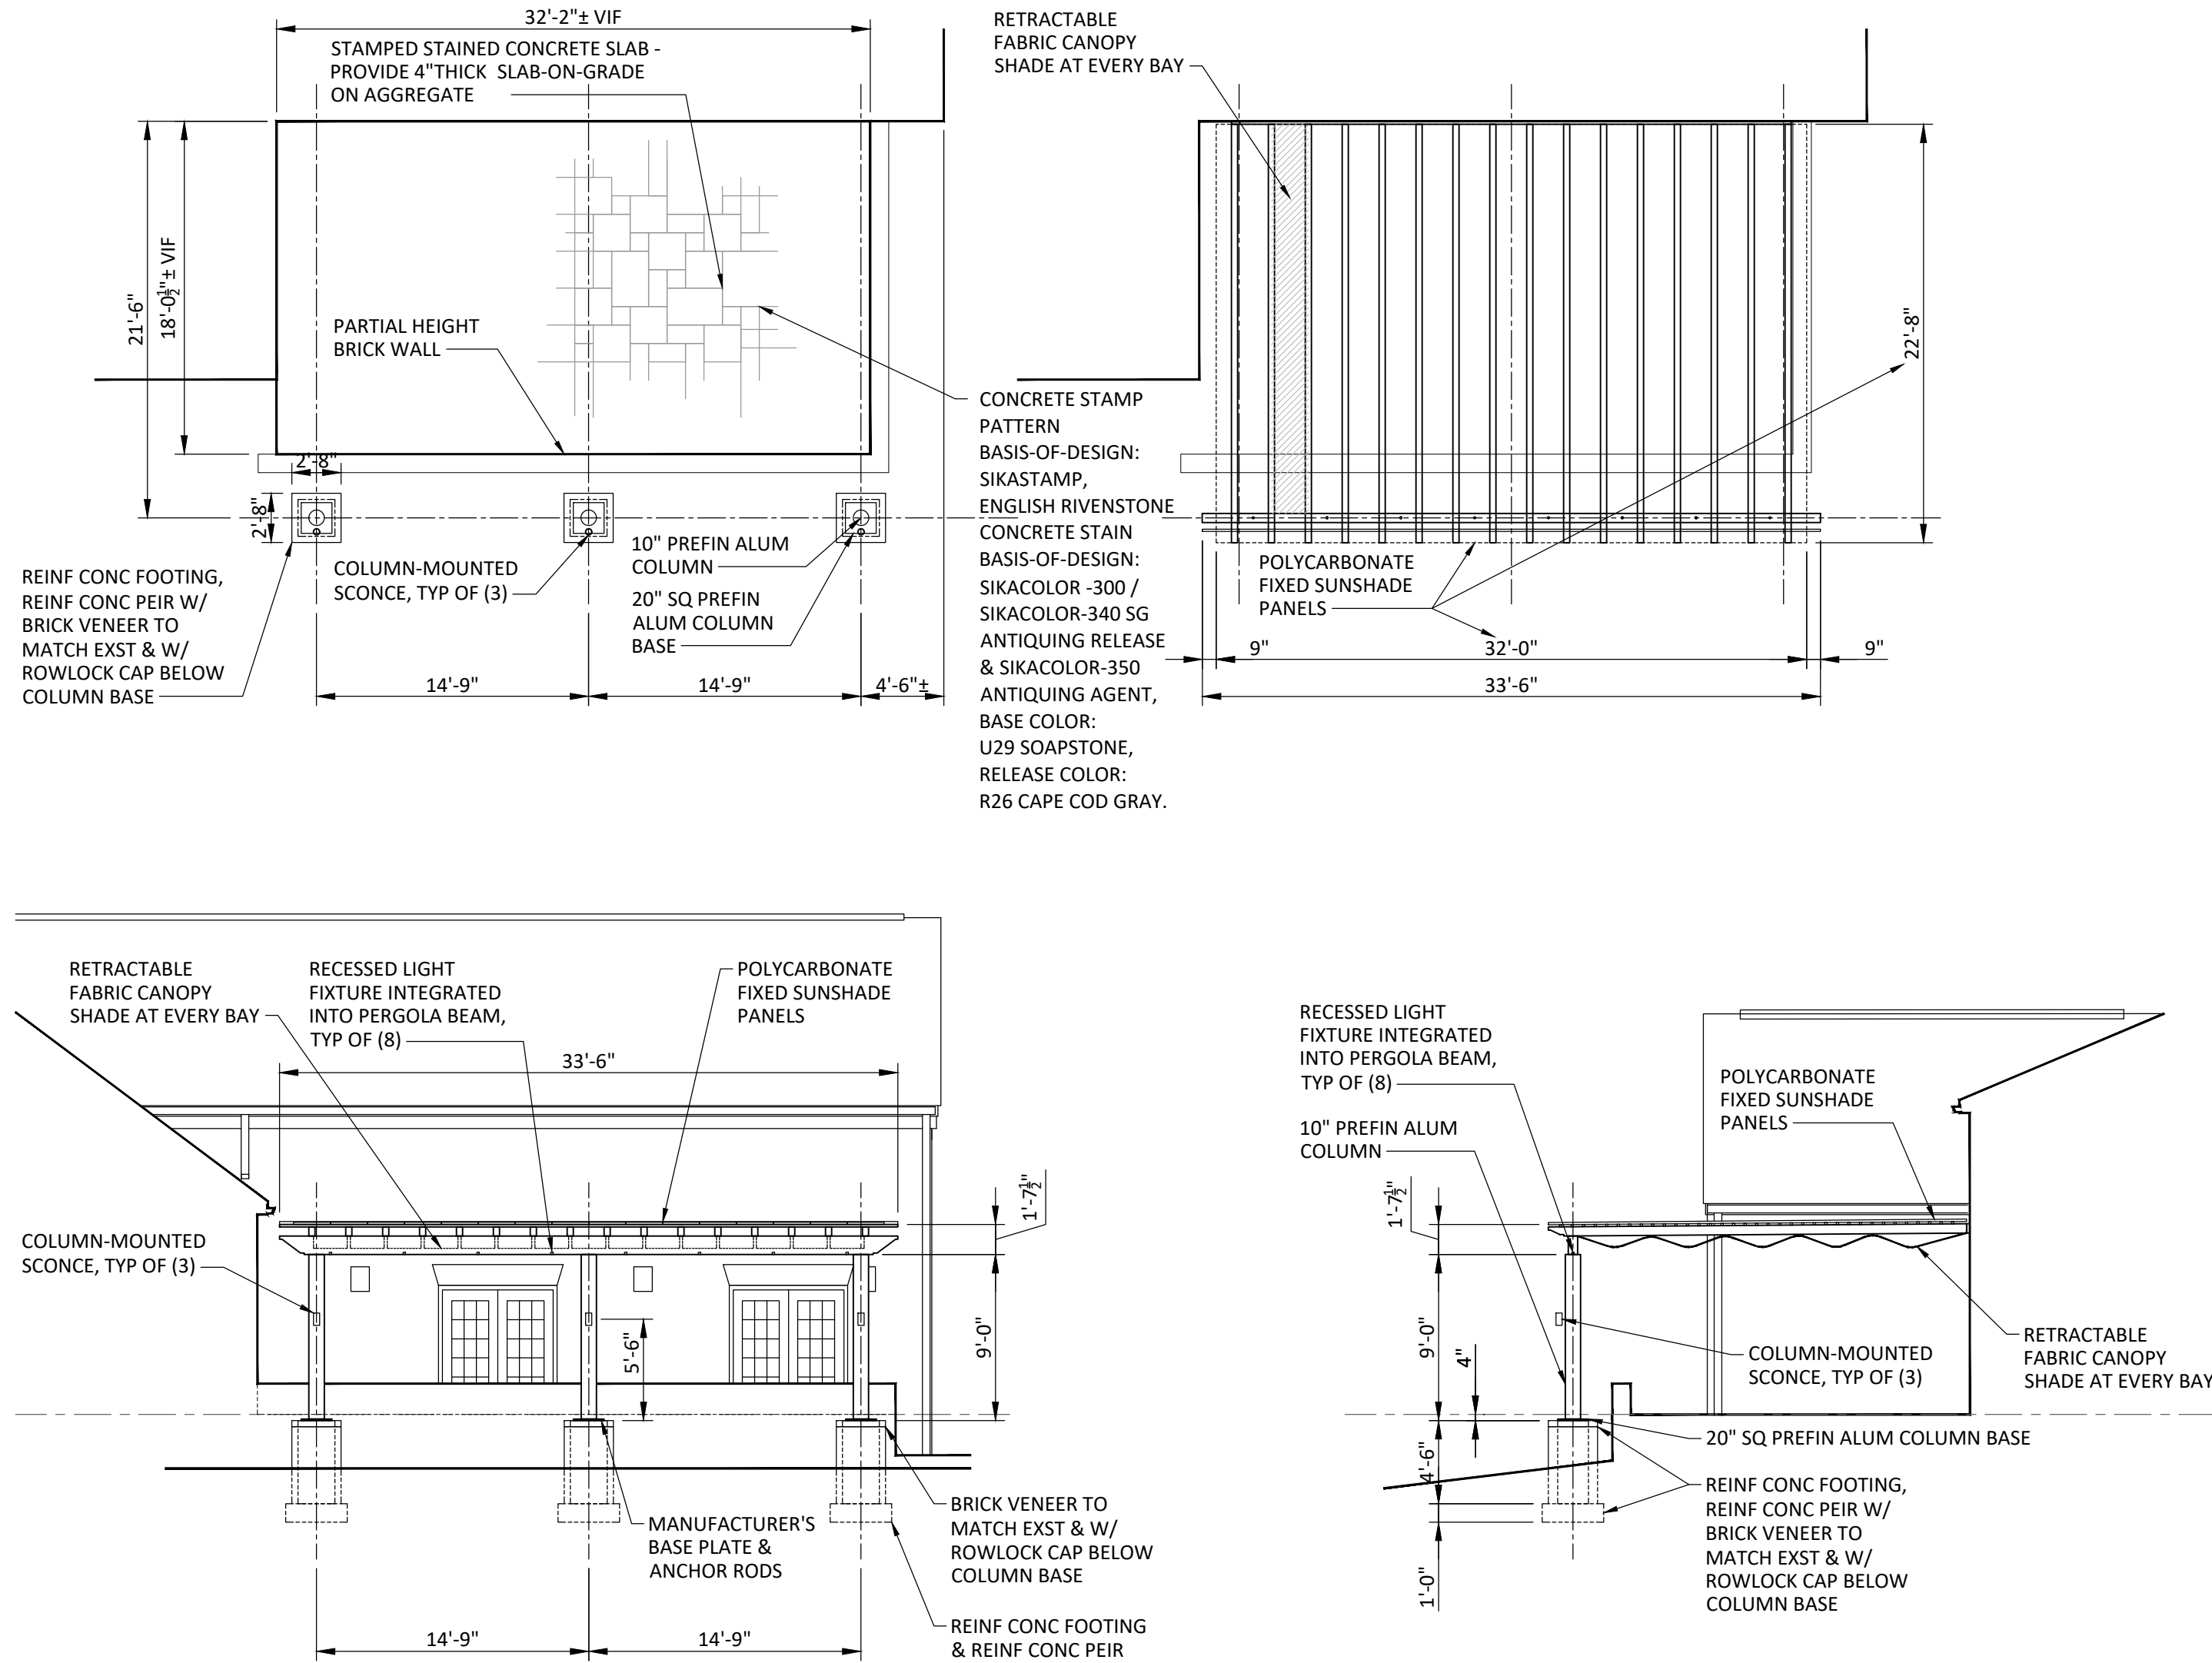 32'-2"± VIF
STAMPED STAINED CONCRETE SLAB -
PROVIDE 4"THICK SLAB-ON-GRADE
ON AGGREGATE
21'-6"
18'-0½"± VIF
PARTIAL HEIGHT
BRICK WALL
2'-8"
2'-8"
REINF CONC FOOTING,
REINF CONC PEIR W/
BRICK VENEER TO
MATCH EXST & W/
ROWLOCK CAP BELOW
COLUMN BASE
COLUMN-MOUNTED
SCONCE, TYP OF (3)
10" PREFIN ALUM
COLUMN
20" SQ PREFIN
ALUM COLUMN
BASE
14'-9"
14'-9"
4'-6"±
CONCRETE STAMP
PATTERN
BASIS-OF-DESIGN:
SIKASTAMP,
ENGLISH RIVENSTONE
CONCRETE STAIN
BASIS-OF-DESIGN:
SIKACOLOR -300 /
SIKACOLOR-340 SG
ANTIQUING RELEASE
& SIKACOLOR-350
ANTIQUING AGENT,
BASE COLOR:
U29 SOAPSTONE,
RELEASE COLOR:
R26 CAPE COD GRAY.
RETRACTABLE
FABRIC CANOPY
SHADE AT EVERY BAY
22'-8"
POLYCARBONATE
FIXED SUNSHADE
PANELS
9"
32'-0"
9"
33'-6"
RETRACTABLE
FABRIC CANOPY
SHADE AT EVERY BAY
RECESSED LIGHT
FIXTURE INTEGRATED
INTO PERGOLA BEAM,
TYP OF (8)
POLYCARBONATE
FIXED SUNSHADE
PANELS
33'-6"
1'-7½"
COLUMN-MOUNTED
SCONCE, TYP OF (3)
5'-6"
9'-0"
MANUFACTURER'S
BASE PLATE &
ANCHOR RODS
BRICK VENEER TO
MATCH EXST & W/
ROWLOCK CAP BELOW
COLUMN BASE
REINF CONC FOOTING
& REINF CONC PEIR
14'-9"
14'-9"
RECESSED LIGHT
FIXTURE INTEGRATED
INTO PERGOLA BEAM,
TYP OF (8)
10" PREFIN ALUM
COLUMN
POLYCARBONATE
FIXED SUNSHADE
PANELS
1'-7½"
9'-0"
4"
4'-6"
1'-0"
COLUMN-MOUNTED
SCONCE, TYP OF (3)
RETRACTABLE
FABRIC CANOPY
SHADE AT EVERY BAY
20" SQ PREFIN ALUM COLUMN BASE
REINF CONC FOOTING,
REINF CONC PEIR W/
BRICK VENEER TO
MATCH EXST & W/
ROWLOCK CAP BELOW
COLUMN BASE